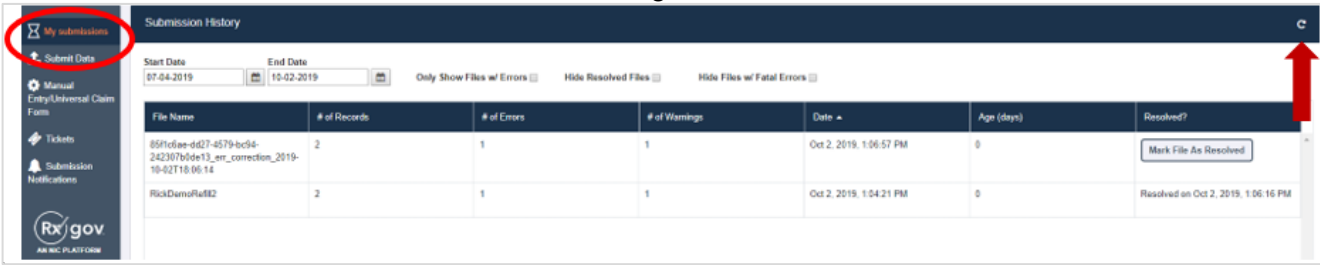 My submissions
Submit Data
Manual
Entry/Universal Claim
Form
Tickets
Submission
Notifications
Rx gov
AN NIC PLATFORM
Submission History
Start Date End Date
07-04-2019 10-02-2019 Only Show Files w/ Errors Hide Resolved Files Hide Files w/ Fatal Errors
File Name # of Records # of Errors # of Warnings Date Age (days) Resolved?
85f1c6ae-dd27-4579-bc94- 2 1 1 Oct 2, 2019, 1:06:57 PM 0 Mark File As Resolved
242307b0de13_err_correction_2019-
10-02T18:06:14
RickDemoRefill2 2 1 1 Oct 2, 2019, 1:04:21 PM 0 Resolved on Oct 2, 2019, 1:06:16 PM